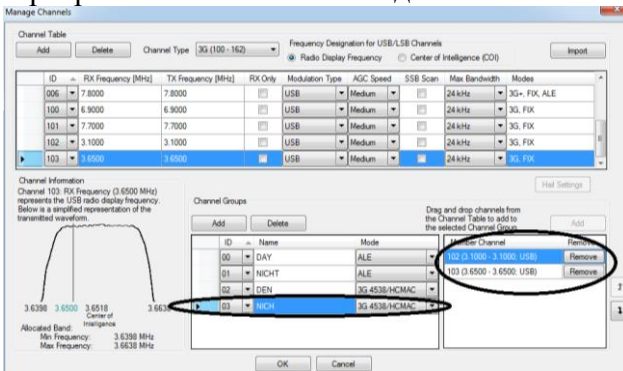 Manage Channels
Channel Table
Add Delete Channel Type 3G (100 - 162) Frequency Designation for USB/LSB Channels
Radio Display Frequency Center of Intelligence (COI) Import
ID RX Frequency [MHz] TX Frequency [MHz] RX Only Modulation Type AGC Speed SSB Scan Max Bandwidth Modes
006 7.8000 7.8000 USB Medium 24 kHz 3G+, FIX, ALE
100 6.9000 6.9000 USB Medium 24 kHz 3G, FIX
101 7.7000 7.7000 USB Medium 24 kHz 3G, FIX
102 3.1000 3.1000 USB Medium 24 kHz 3G, FIX
103 3.6500 3.6500 USB Medium 24 kHz 3G, FIX
Channel Information
Channel 103: RX Frequency (3.6500 MHz)
represents the USB radio display frequency.
Below is a simplified representation of the
transmitted waveform.
3.6398 3.6500 3.6518 3.6638
Center of
Intelligence
Allocated Band:
Min Frequency: 3.6398 MHz
Max Frequency: 3.6638 MHz
Hail Settings
Channel Groups
Add Delete
Drag and drop channels from
the Channel Table to add to
the selected Channel Group.
Add
ID Name Mode
00 DAY ALE
01 NICHT ALE
02 DEN 3G 4538/HCMAC
03 NICH 3G 4538/HCMAC
Member Channel Remove
102 (3.1000 - 3.1000; USB) Remove
103 (3.6500 - 3.6500; USB) Remove
OK Cancel